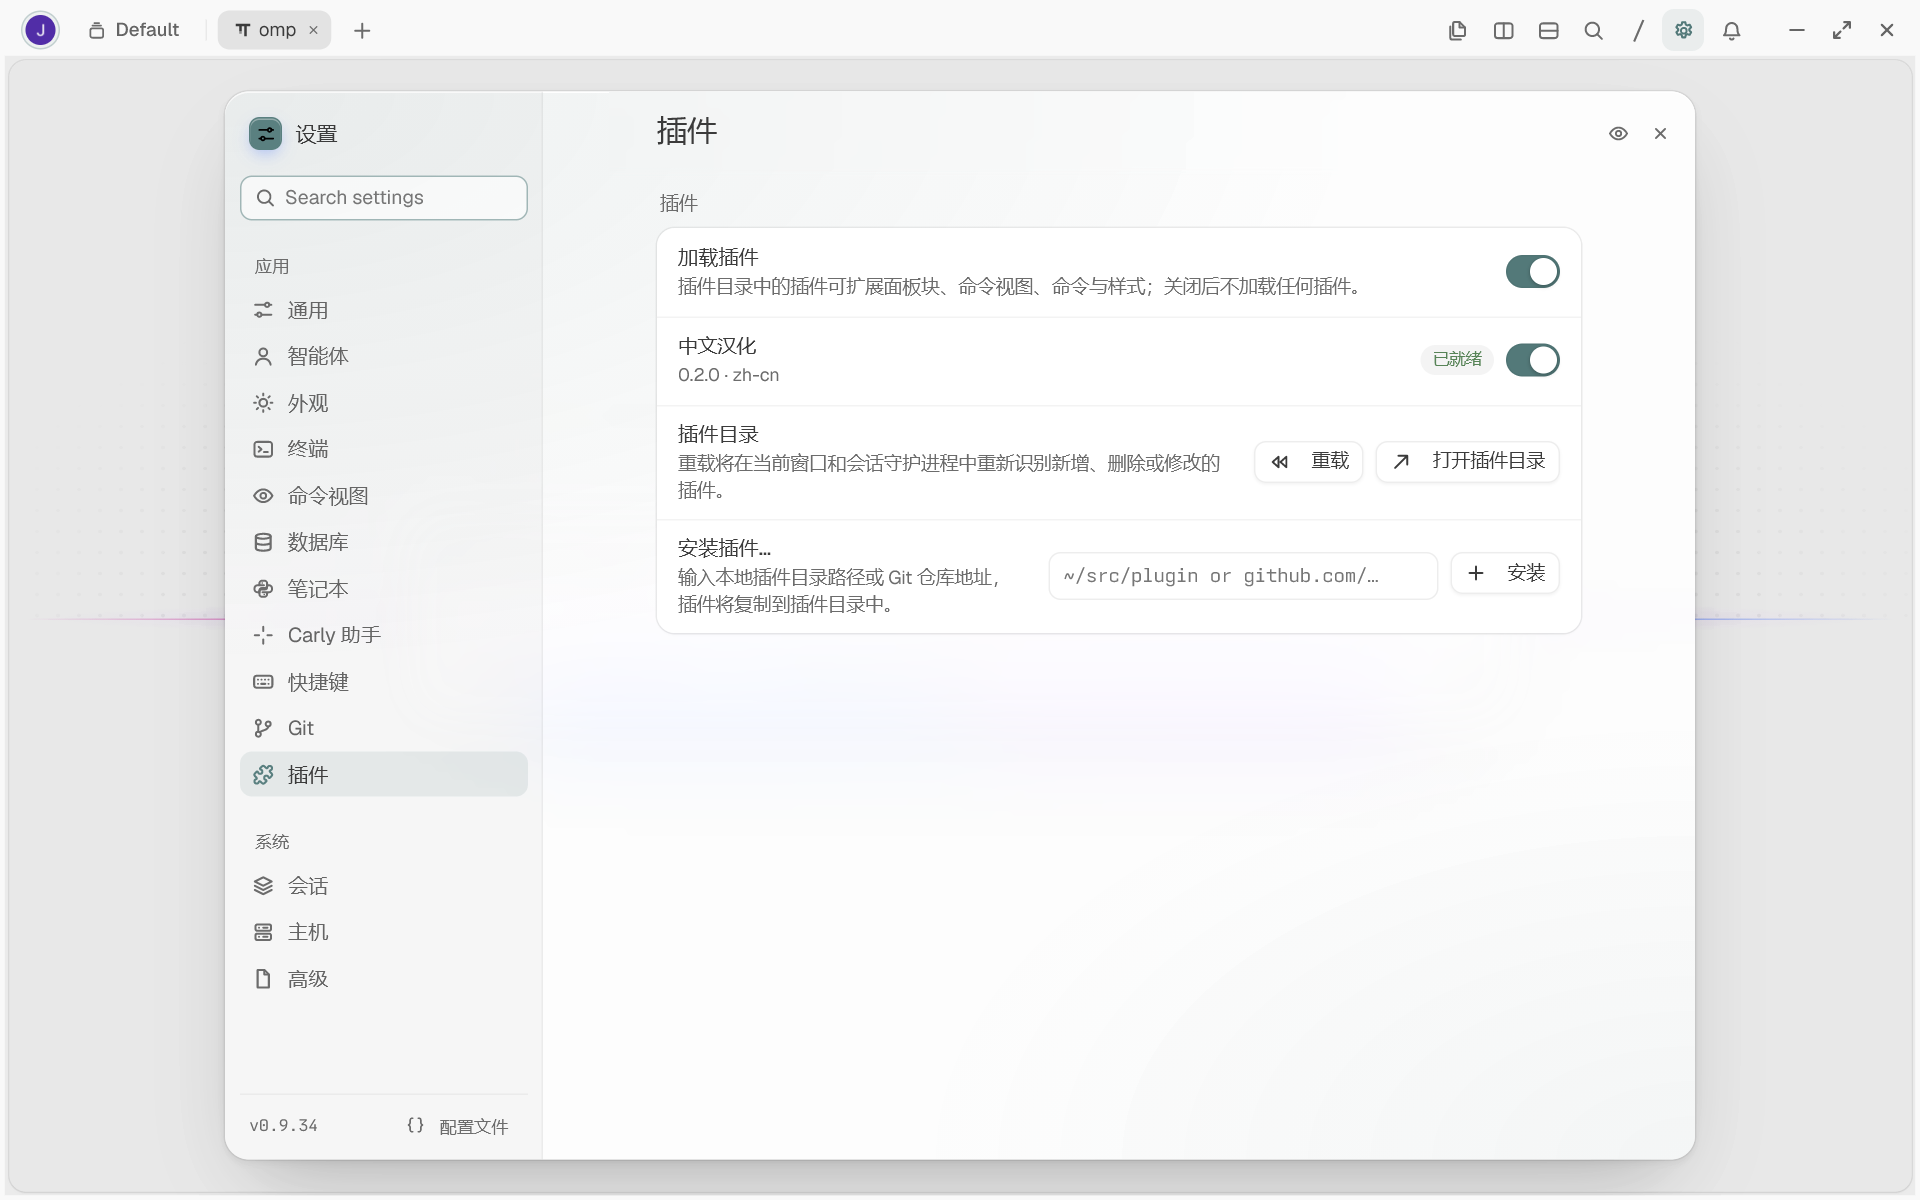 J
Default
omp
设置
Search settings
应用
通用
智能体
外观
终端
命令视图
数据库
笔记本
Carly 助手
快捷键
Git
插件
系统
会话
主机
高级
v0.9.34
{} 配置文件
插件
插件
加载插件
插件目录中的插件可扩展面板块、命令视图、命令与样式；关闭后不加载任何插件。
中文汉化
0.2.0 · zh-cn
已就绪
插件目录
重载将在当前窗口和会话守护进程中重新识别新增、删除或修改的
插件。
重载
打开插件目录
安装插件...
输入本地插件目录路径或 Git 仓库地址，
插件将复制到插件目录中。
~/src/plugin or github.com/…
安装